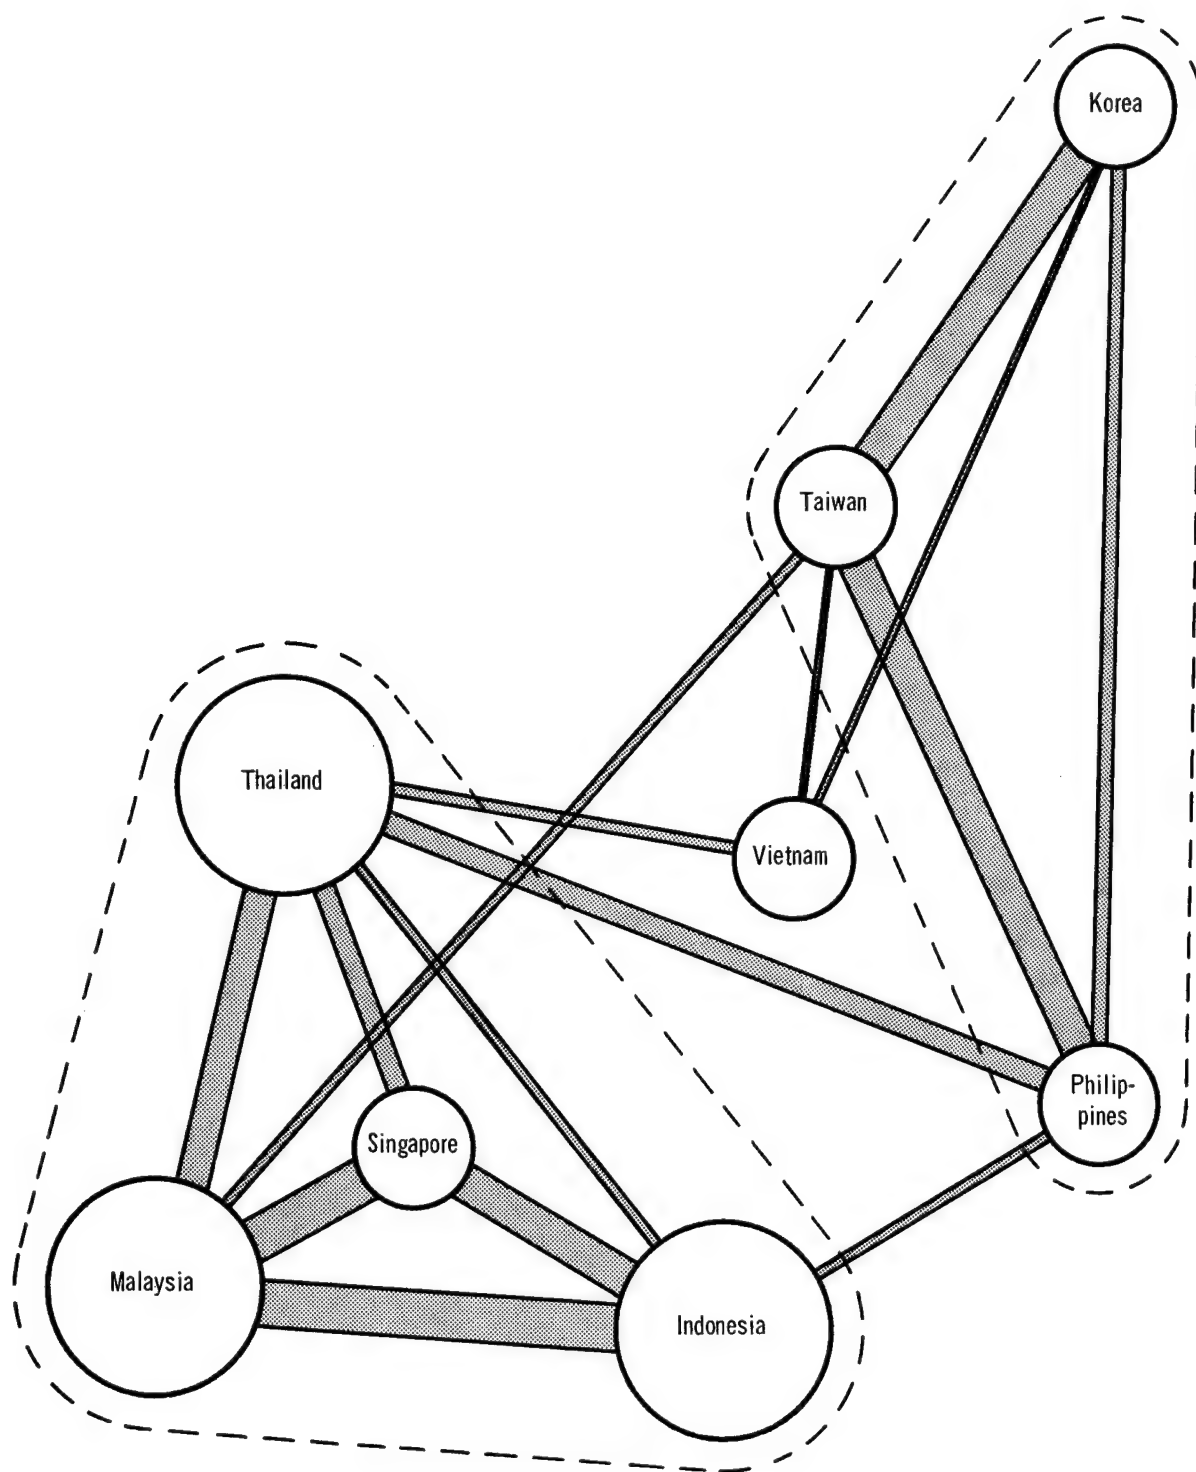 Korea
Taiwan
Thailand
Vietnam
Philip-
pines
Singapore
Malaysia
Indonesia